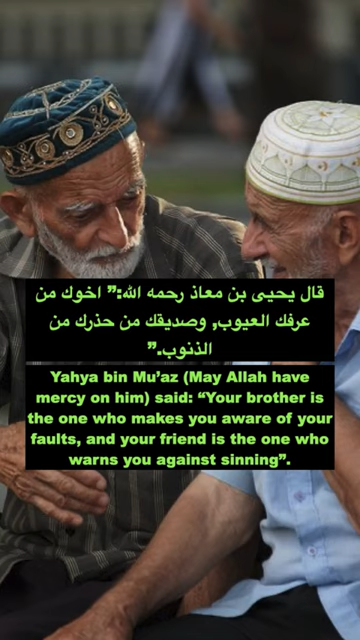 قال يحيى بن معاذ رحمه الله:” اخوك من
عرفك العيوب, وصديقك من حذرك من
الذنوب.”
Yahya bin Mu’az (May Allah have
mercy on him) said: “Your brother is
the one who makes you aware of your
faults, and your friend is the one who
warns you against sinning”.